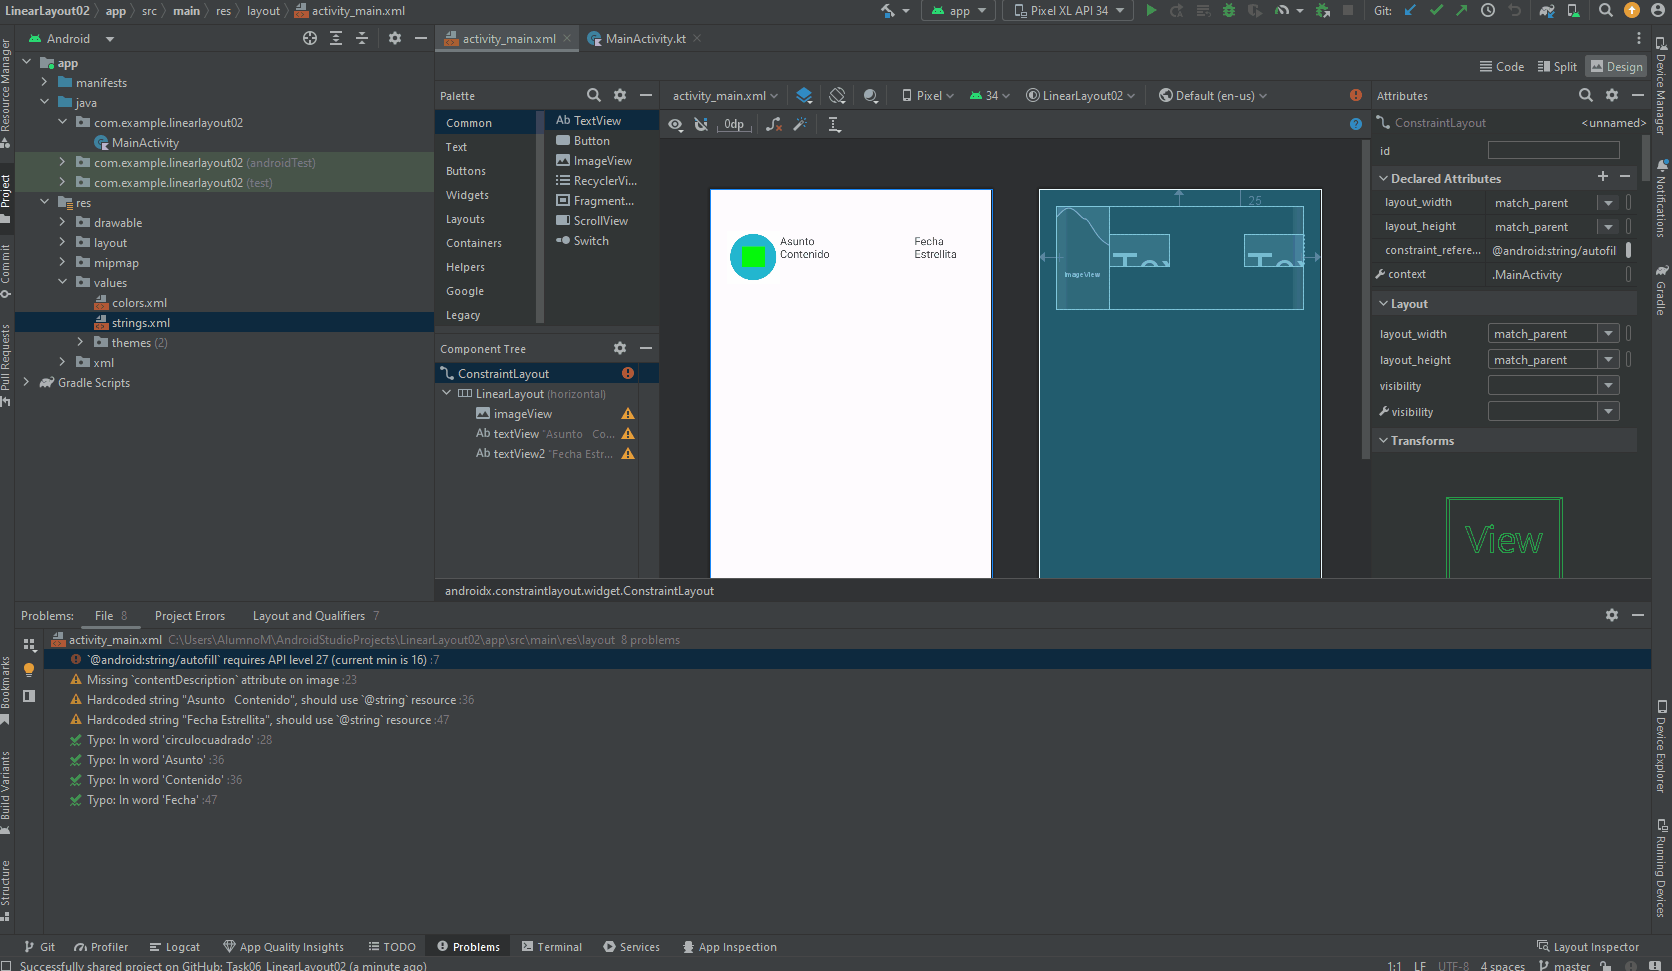 LinearLayout02 app src main res layout activity_main.xml
app Pixel XL API 34 Git:
Android
activity_main.xml MainActivity.kt
Code Split Design
Resource Manager
Project
Commit
Pull Requests
Bookmarks
Build Variants
Structure
app
manifests
java
com.example.linearlayout02
MainActivity
com.example.linearlayout02 (androidTest)
com.example.linearlayout02 (test)
res
drawable
layout
mipmap
values
colors.xml
strings.xml
themes (2)
xml
Gradle Scripts
Palette
Common
Text
Buttons
Widgets
Layouts
Containers
Helpers
Google
Legacy
Ab TextView
Button
ImageView
RecyclerVi...
Fragment...
ScrollView
Switch
Component Tree
ConstraintLayout
LinearLayout (horizontal)
imageView
Ab textView "Asunto Co...
Ab textView2 "Fecha Estr...
activity_main.xml Pixel 34 LinearLayout02 Default (en-us)
0dp
Asunto
Contenido
Fecha
Estrellita
25
ImageView
androidx.constraintlayout.widget.ConstraintLayout
Attributes
ConstraintLayout <unnamed>
id
Declared Attributes
layout_width match_parent
layout_height match_parent
constraint_refere... @android:string/autofil
context .MainActivity
Layout
layout_width match_parent
layout_height match_parent
visibility
visibility
Transforms
View
Device Manager
Notifications
Gradle
Device Explorer
Running Devices
Problems: File 8 Project Errors Layout and Qualifiers 7
activity_main.xml C:\Users\AlumnoM\AndroidStudioProjects\LinearLayout02\app\src\main\res\layout 8 problems
`@android:string/autofill` requires API level 27 (current min is 16) :7
Missing `contentDescription` attribute on image :23
Hardcoded string "Asunto Contenido", should use `@string` resource :36
Hardcoded string "Fecha Estrellita", should use `@string` resource :47
Typo: In word 'circulocuadrado' :28
Typo: In word 'Asunto' :36
Typo: In word 'Contenido' :36
Typo: In word 'Fecha' :47
Git Profiler Logcat App Quality Insights TODO Problems Terminal Services App Inspection Layout Inspector
Successfully shared project on GitHub: Task06_LinearLayout02 (a minute ago) 1:1 LF UTF-8 4 spaces master